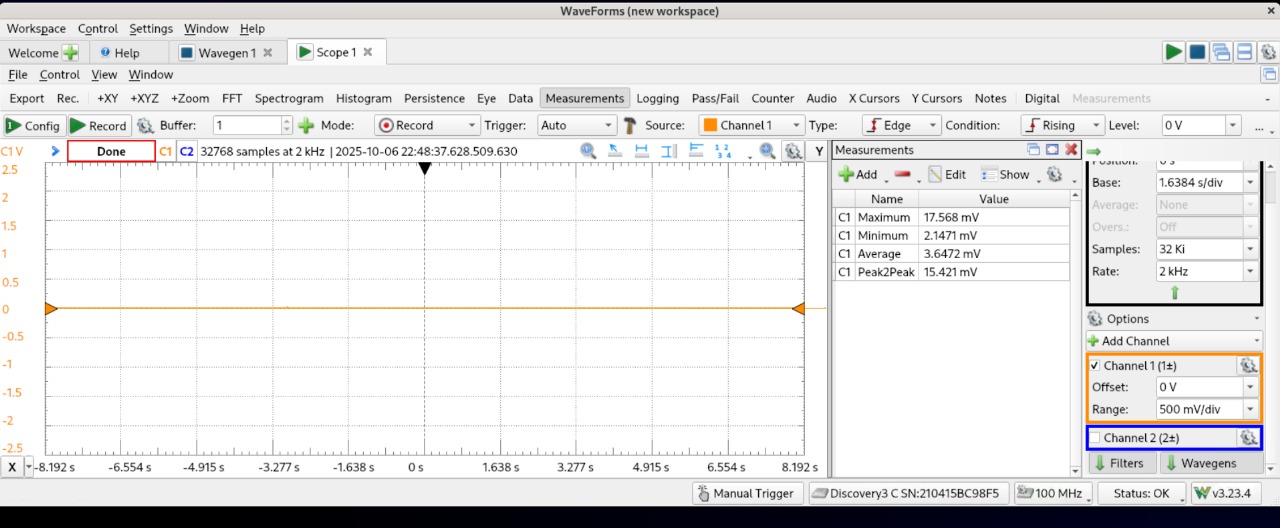 WaveForms (new workspace) ×
Workspace Control Settings Window Help
Welcome Help Wavegen 1 Scope 1
File Control View Window
Export Rec. +XY +XYZ +Zoom FFT Spectrogram Histogram Persistence Eye Data Measurements Logging Pass/Fail Counter Audio X Cursors Y Cursors Notes Digital Measurements
Config Record Buffer: 1 Mode: Record Trigger: Auto Source: Channel 1 Type: Edge Condition: Rising Level: 0 V ...
C1 V Done C1 C2 32768 samples at 2 kHz | 2025-10-06 22:48:37.628.509.630 Y
2.5
2
1.5
1
0.5
0
-0.5
-1
-1.5
-2
-2.5
X -8.192 s -6.554 s -4.915 s -3.277 s -1.638 s 0 s 1.638 s 3.277 s 4.915 s 6.554 s 8.192 s
Measurements
Add Edit Show
Name Value
C1 Maximum 17.568 mV
C1 Minimum 2.1471 mV
C1 Average 3.6472 mV
C1 Peak2Peak 15.421 mV
Position: 0 s
Base: 1.6384 s/div
Average: None
Overs.: Off
Samples: 32 Ki
Rate: 2 kHz
Options
Add Channel
Channel 1 (1±)
Offset: 0 V
Range: 500 mV/div
Channel 2 (2±)
Filters Wavegens
Manual Trigger Discovery3 C SN:210415BC98F5 100 MHz Status: OK v3.23.4